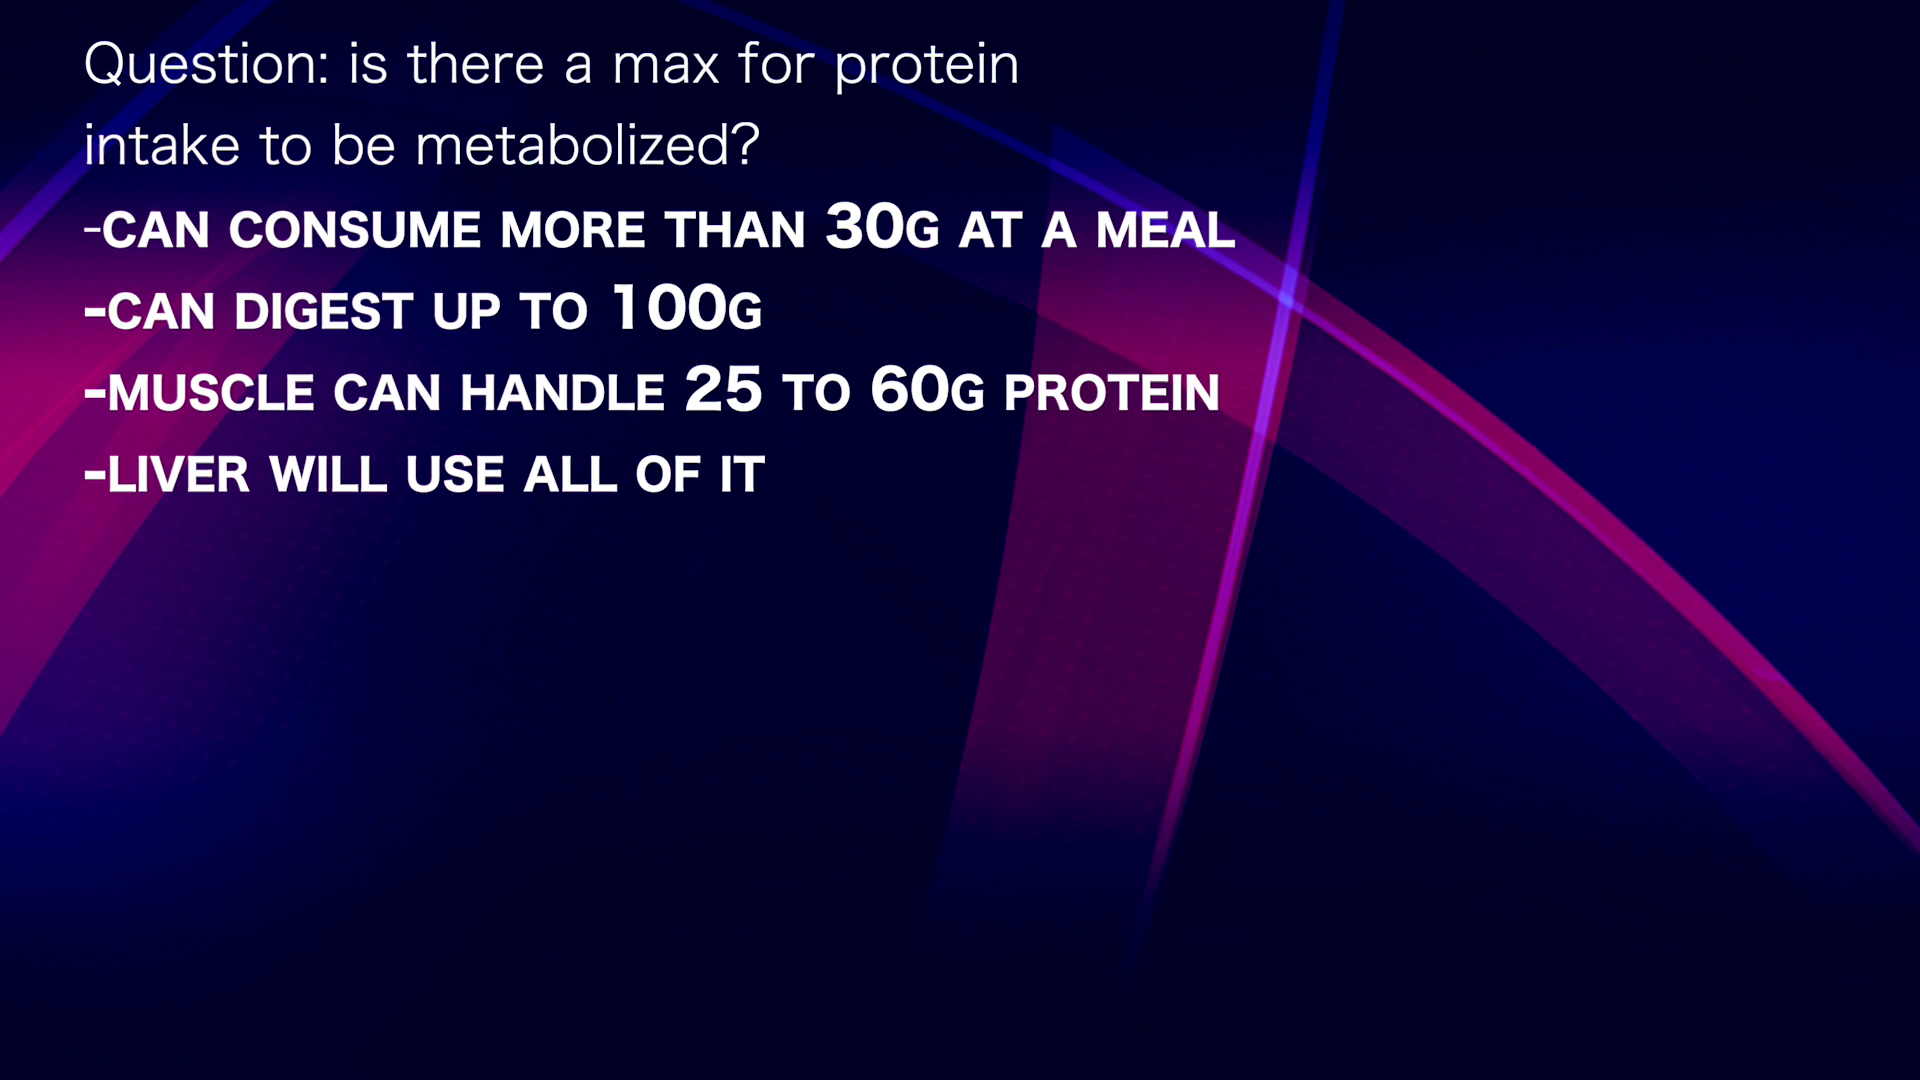 Question: is there a max for protein
intake to be metabolized?
-CAN CONSUME MORE THAN 30G AT A MEAL
-CAN DIGEST UP TO 100G
-MUSCLE CAN HANDLE 25 TO 60G PROTEIN
-LIVER WILL USE ALL OF IT